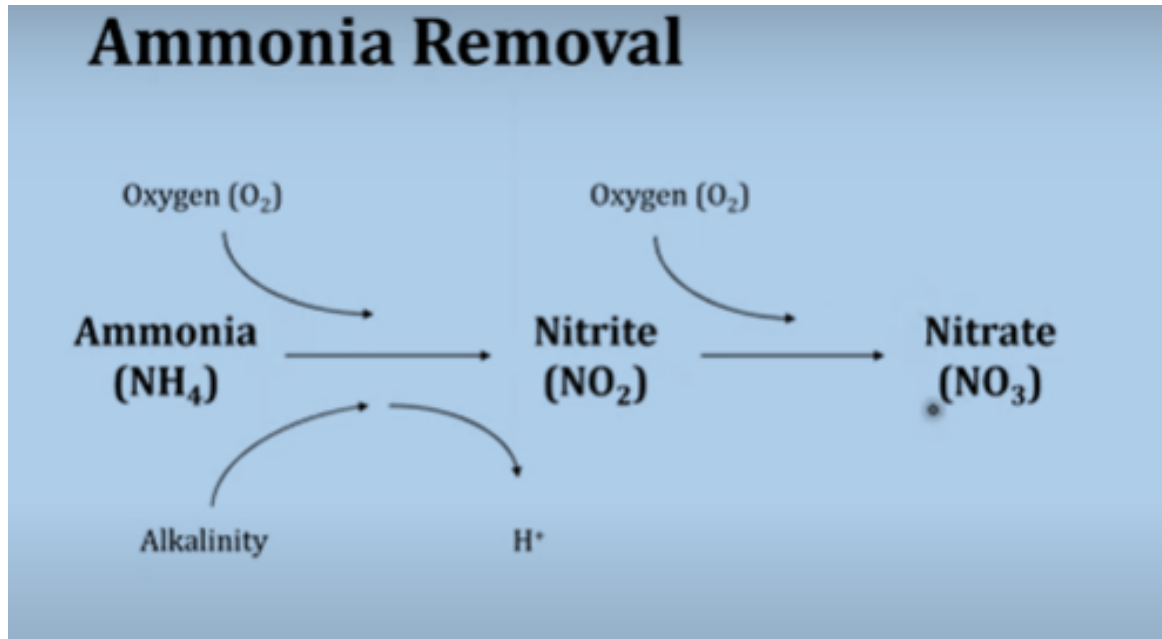 Ammonia Removal
Oxygen (O₂)
Oxygen (O₂)
Ammonia
(NH₄)
Nitrite
(NO₂)
Nitrate
(NO₃)
Alkalinity
H⁺